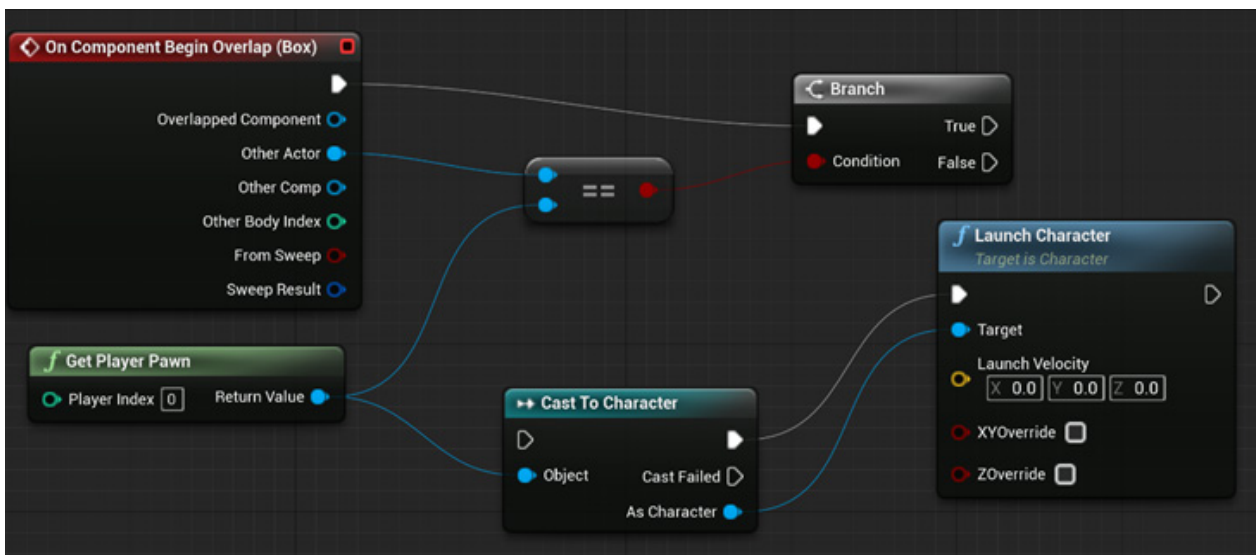 On Component Begin Overlap (Box)
Overlapped Component
Other Actor
Other Comp
Other Body Index
From Sweep
Sweep Result
f Get Player Pawn
Player Index 0 Return Value
==
Branch
True
Condition False
Cast To Character
Object Cast Failed
As Character
f Launch Character
Target is Character
Target
Launch Velocity
X 0.0 Y 0.0 Z 0.0
XYOverride
ZOverride